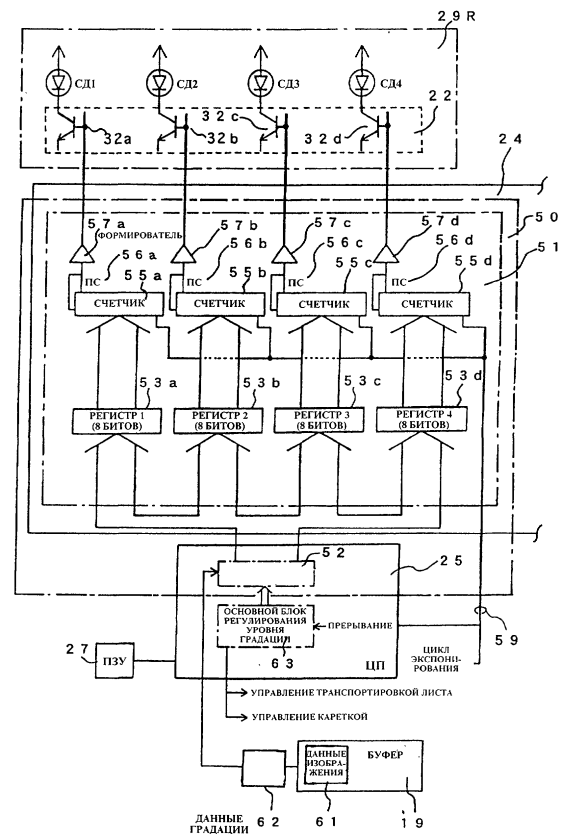 29R
СД1 СД2 СД3 СД4
22
32a 32b 32c 32d
24
50
57a 57b 57c 57d
ФОРМИРОВАТЕЛЬ
51
56a 56b 56c 56d
ПС ПС ПС ПС
55a 55b 55c 55d
СЧЕТЧИК СЧЕТЧИК СЧЕТЧИК СЧЕТЧИК
53a 53b 53c 53d
РЕГИСТР 1 РЕГИСТР 2 РЕГИСТР 3 РЕГИСТР 4
(8 БИТОВ) (8 БИТОВ) (8 БИТОВ) (8 БИТОВ)
52
25
ОСНОВНОЙ БЛОК
РЕГУЛИРОВАНИЯ
УРОВНЯ
ГРАДАЦИИ
63
ПРЕРЫВАНИЕ
59
27
ПЗУ
ЦП
ЦИКЛ
ЭКСПОНИ-
РОВАНИЯ
УПРАВЛЕНИЕ ТРАНСПОРТИРОВКОЙ ЛИСТА
УПРАВЛЕНИЕ КАРЕТКОЙ
ДАННЫЕ
ИЗОБРА-
ЖЕНИЯ
БУФЕР
62
61
19
ДАННЫЕ
ГРАДАЦИИ